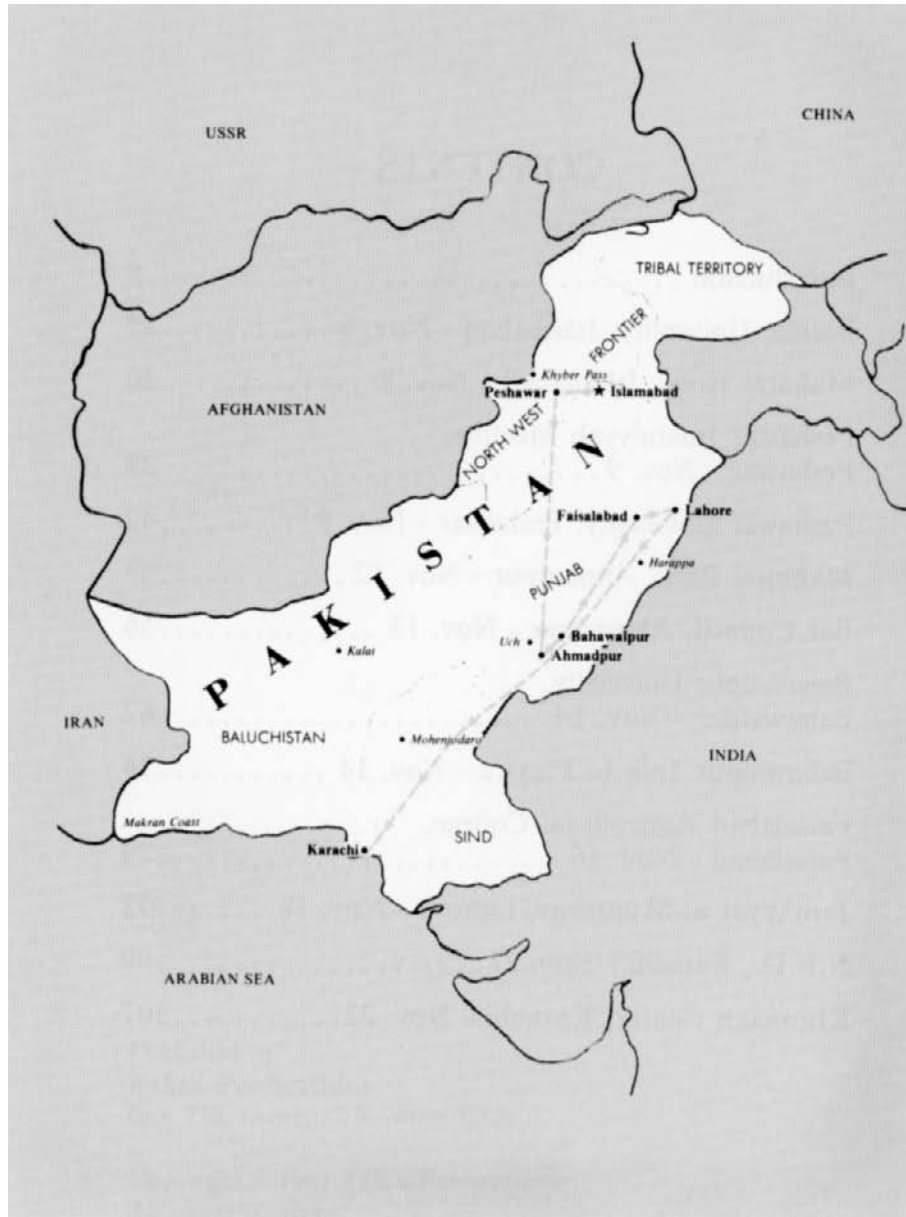 CHINA
USSR
TRIBAL TERRITORY
FRONTIER
Khyber Pass
Peshawar
Islamabad
AFGHANISTAN
NORTH WEST
PAKISTAN
Faisalabad
Lahore
Harappa
PUNJAB
Bahawalpur
Uch
Ahmadpur
Kalat
IRAN
BALUCHISTAN
Mohenjodaro
INDIA
Makran Coast
Karachi
SIND
ARABIAN SEA